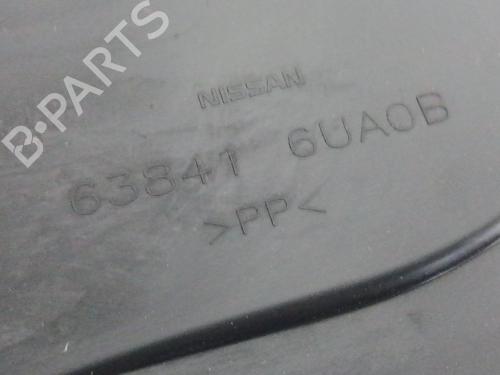 B-PARTS
NISSAN
63841 6UA0B
>PP<